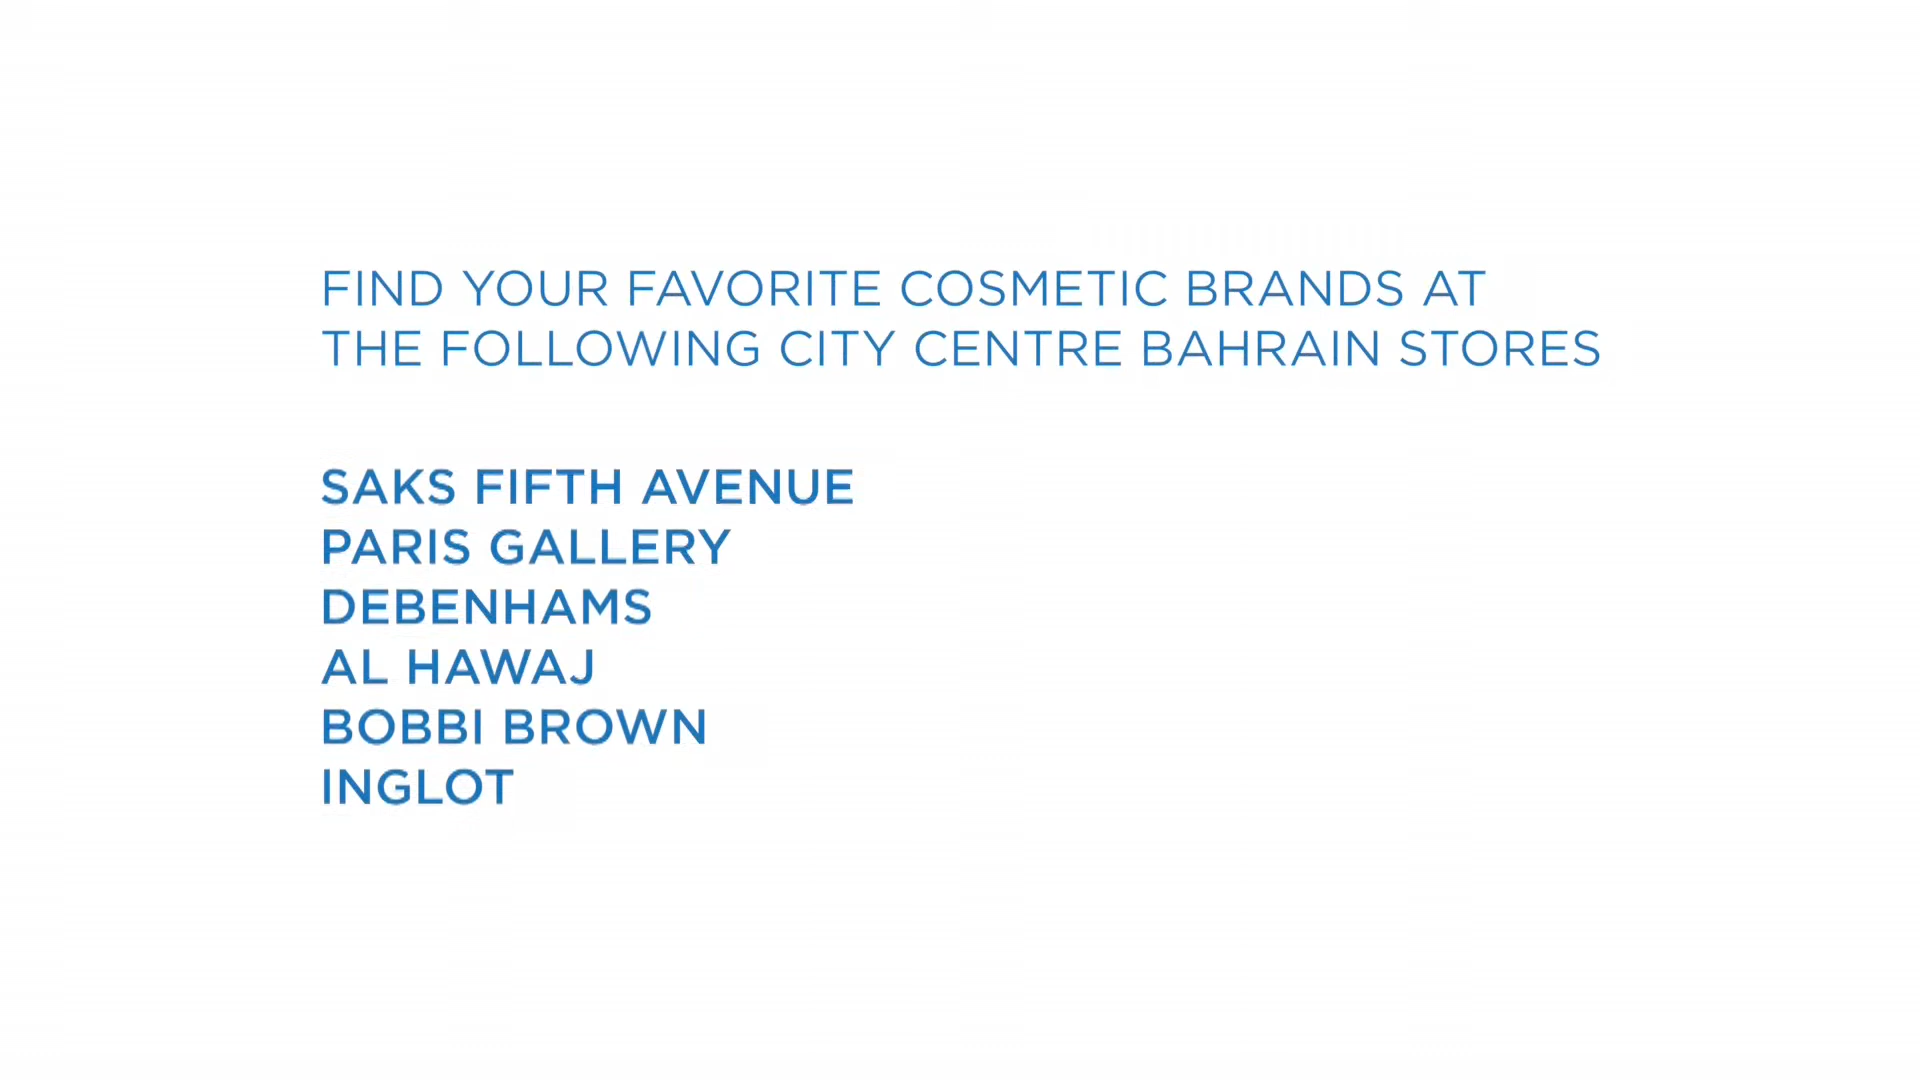 FIND YOUR FAVORITE COSMETIC BRANDS AT
THE FOLLOWING CITY CENTRE BAHRAIN STORES
SAKS FIFTH AVENUE
PARIS GALLERY
DEBENHAMS
AL HAWAJ
BOBBI BROWN
INGLOT